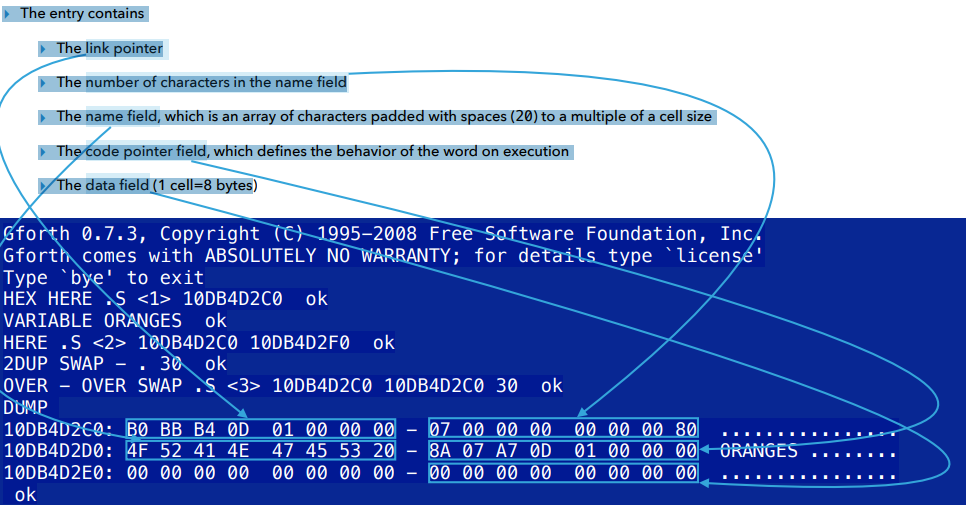 The entry contains
The link pointer
The number of characters in the name field
The name field, which is an array of characters padded with spaces (20) to a multiple of a cell size
The code pointer field, which defines the behavior of the word on execution
The data field (1 cell=8 bytes)
Gforth 0.7.3, Copyright (C) 1995-2008 Free Software Foundation, Inc.
Gforth comes with ABSOLUTELY NO WARRANTY; for details type `license'
Type `bye' to exit
HEX HERE .S <1> 10DB4D2C0  ok
VARIABLE ORANGES  ok
HERE .S <2> 10DB4D2C0 10DB4D2F0  ok
2DUP SWAP - . 30  ok
OVER - OVER SWAP .S <3> 10DB4D2C0 10DB4D2C0 30  ok
DUMP
10DB4D2C0: B0 BB B4 0D  01 00 00 00 - 07 00 00 00  00 00 00 80  ................
10DB4D2D0: 4F 52 41 4E  47 45 53 20 - 8A 07 A7 0D  01 00 00 00  ORANGES ........
10DB4D2E0: 00 00 00 00  00 00 00 00 - 00 00 00 00  00 00 00 00  ................
ok